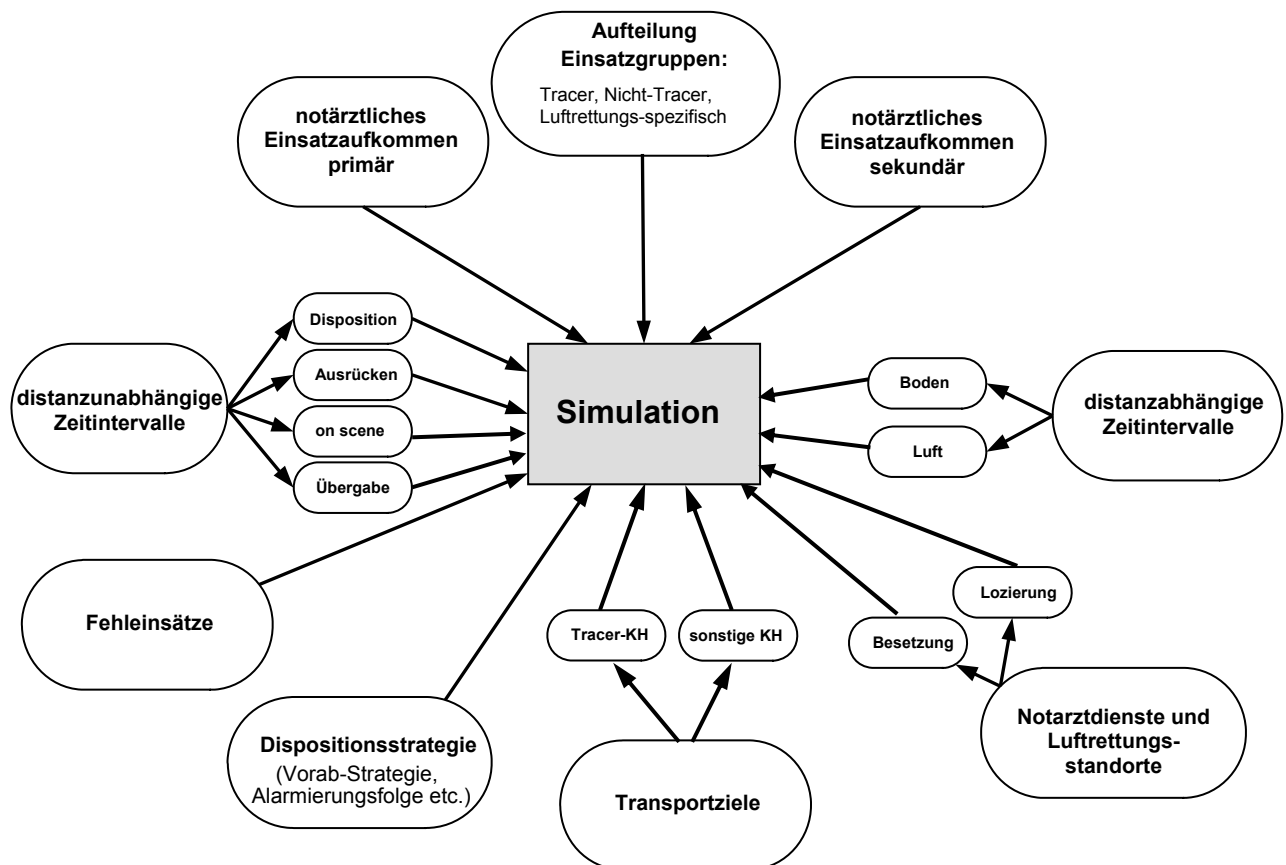 Aufteilung
Einsatzgruppen:
Tracer, Nicht-Tracer,
Luftrettungs-spezifisch
notärztliches
Einsatzaufkommen
primär
notärztliches
Einsatzaufkommen
sekundär
distanzunabhängige
Zeitintervalle
Disposition
Ausrücken
on scene
Übergabe
Simulation
Boden
Luft
distanzabhängige
Zeitintervalle
Fehleinsätze
Dispositionsstrategie
(Vorab-Strategie,
Alarmierungsfolge etc.)
Tracer-KH
sonstige KH
Transportziele
Besetzung
Lozierung
Notarztdienste und
Luftrettungs-
standorte